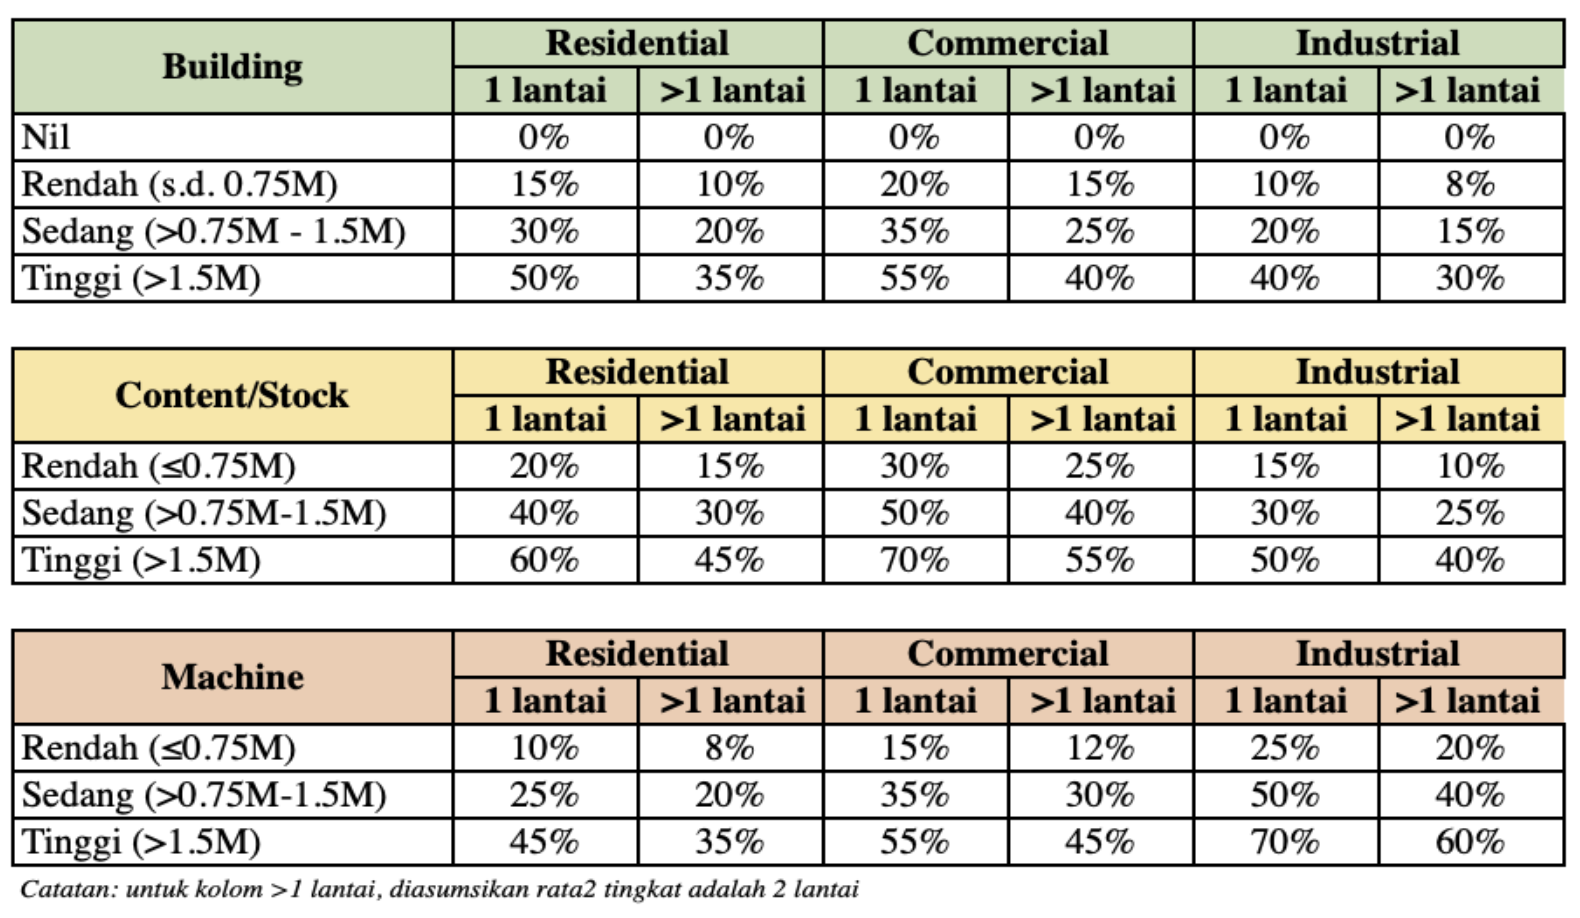 Building Residential Commercial Industrial
1 lantai >1 lantai 1 lantai >1 lantai 1 lantai >1 lantai
Nil 0% 0% 0% 0% 0% 0%
Rendah (s.d. 0.75M) 15% 10% 20% 15% 10% 8%
Sedang (>0.75M - 1.5M) 30% 20% 35% 25% 20% 15%
Tinggi (>1.5M) 50% 35% 55% 40% 40% 30%
Content/Stock Residential Commercial Industrial
1 lantai >1 lantai 1 lantai >1 lantai 1 lantai >1 lantai
Rendah (≤0.75M) 20% 15% 30% 25% 15% 10%
Sedang (>0.75M-1.5M) 40% 30% 50% 40% 30% 25%
Tinggi (>1.5M) 60% 45% 70% 55% 50% 40%
Machine Residential Commercial Industrial
1 lantai >1 lantai 1 lantai >1 lantai 1 lantai >1 lantai
Rendah (≤0.75M) 10% 8% 15% 12% 25% 20%
Sedang (>0.75M-1.5M) 25% 20% 35% 30% 50% 40%
Tinggi (>1.5M) 45% 35% 55% 45% 70% 60%
Catatan: untuk kolom >1 lantai, diasumsikan rata2 tingkat adalah 2 lantai